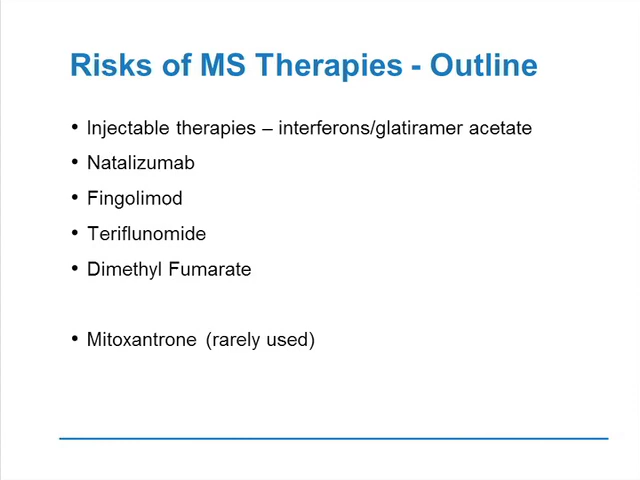 Risks of MS Therapies - Outline
• Injectable therapies – interferons/glatiramer acetate
• Natalizumab
• Fingolimod
• Teriflunomide
• Dimethyl Fumarate
• Mitoxantrone (rarely used)